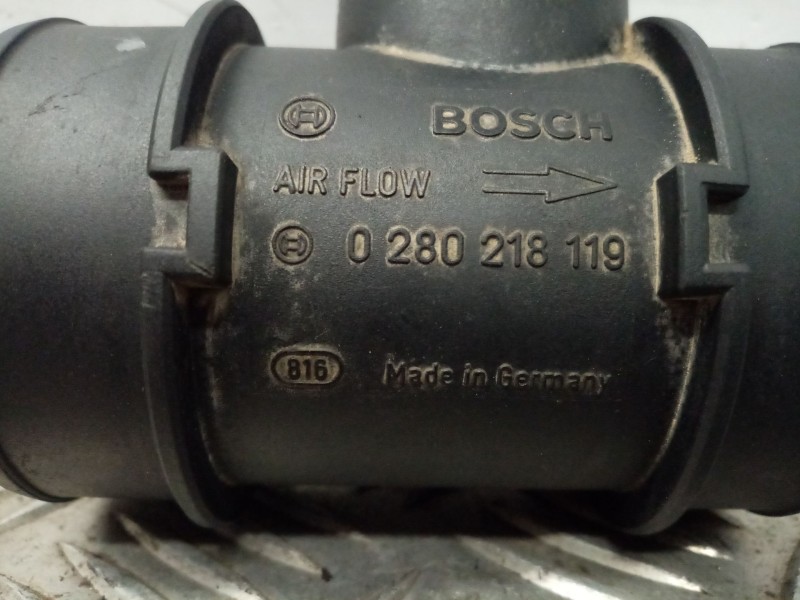 BOSCH
AIR FLOW
0 280 218 119
816 Made in Germany